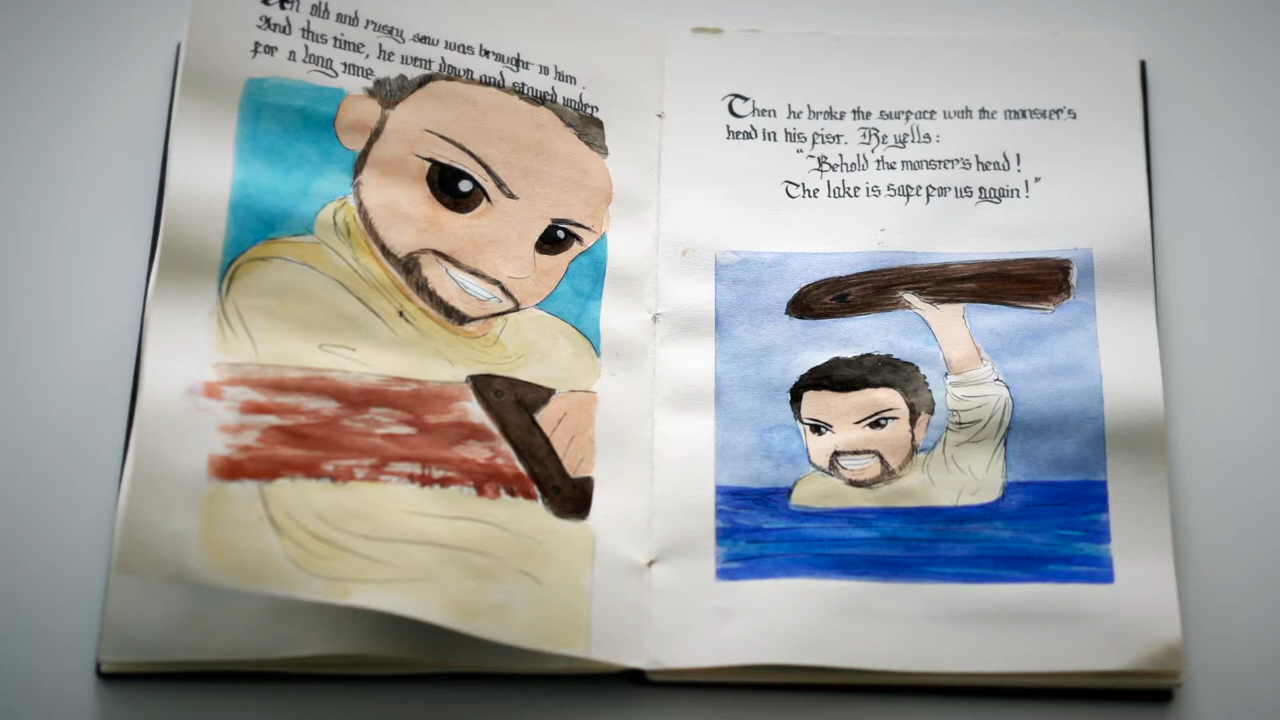 An old and rusty saw was brought to him.
And this time, he went down and stayed under
for a long time
Then he broke the surface with the monster's
head in his fist. He yells:
"Behold the monster's head!
The lake is safe for us again!"